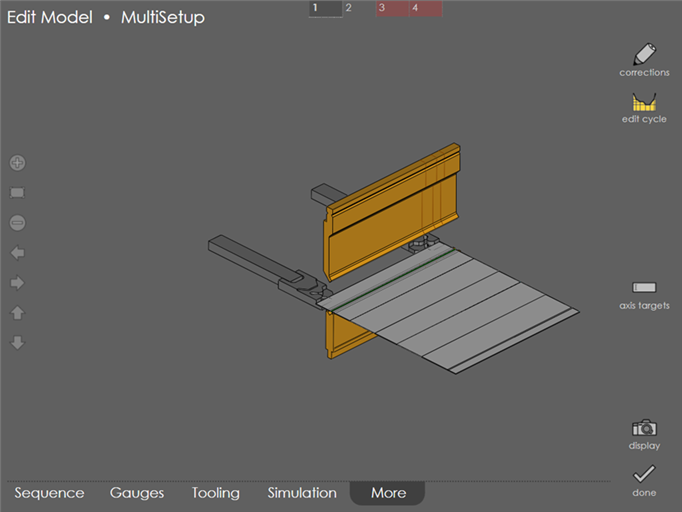 Edit Model • MultiSetup
1 2 3 4
corrections
edit cycle
axis targets
display
done
Sequence Gauges Tooling Simulation More